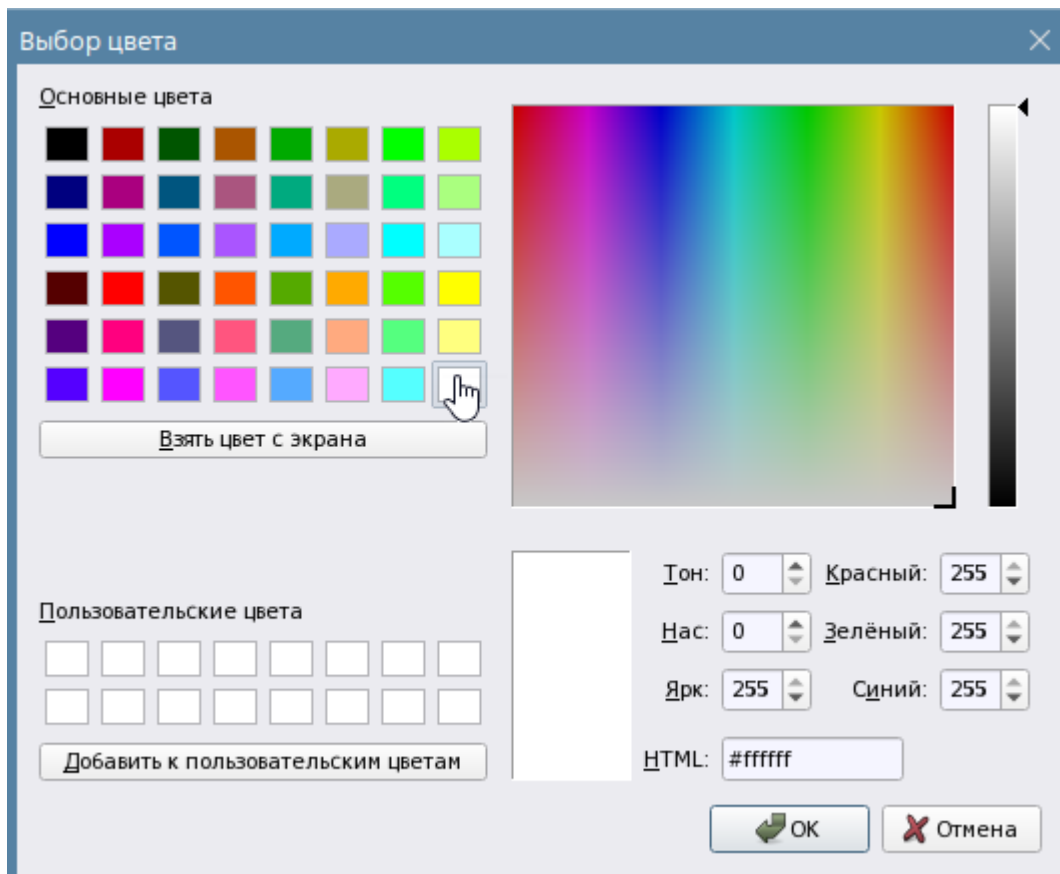 Выбор цвета
Основные цвета
Взять цвет с экрана
Пользовательские цвета
Добавить к пользовательским цветам
Тон: 0 Красный: 255
Нас: 0 Зелёный: 255
Ярк: 255 Синий: 255
HTML: #ffffff
ОК Отмена